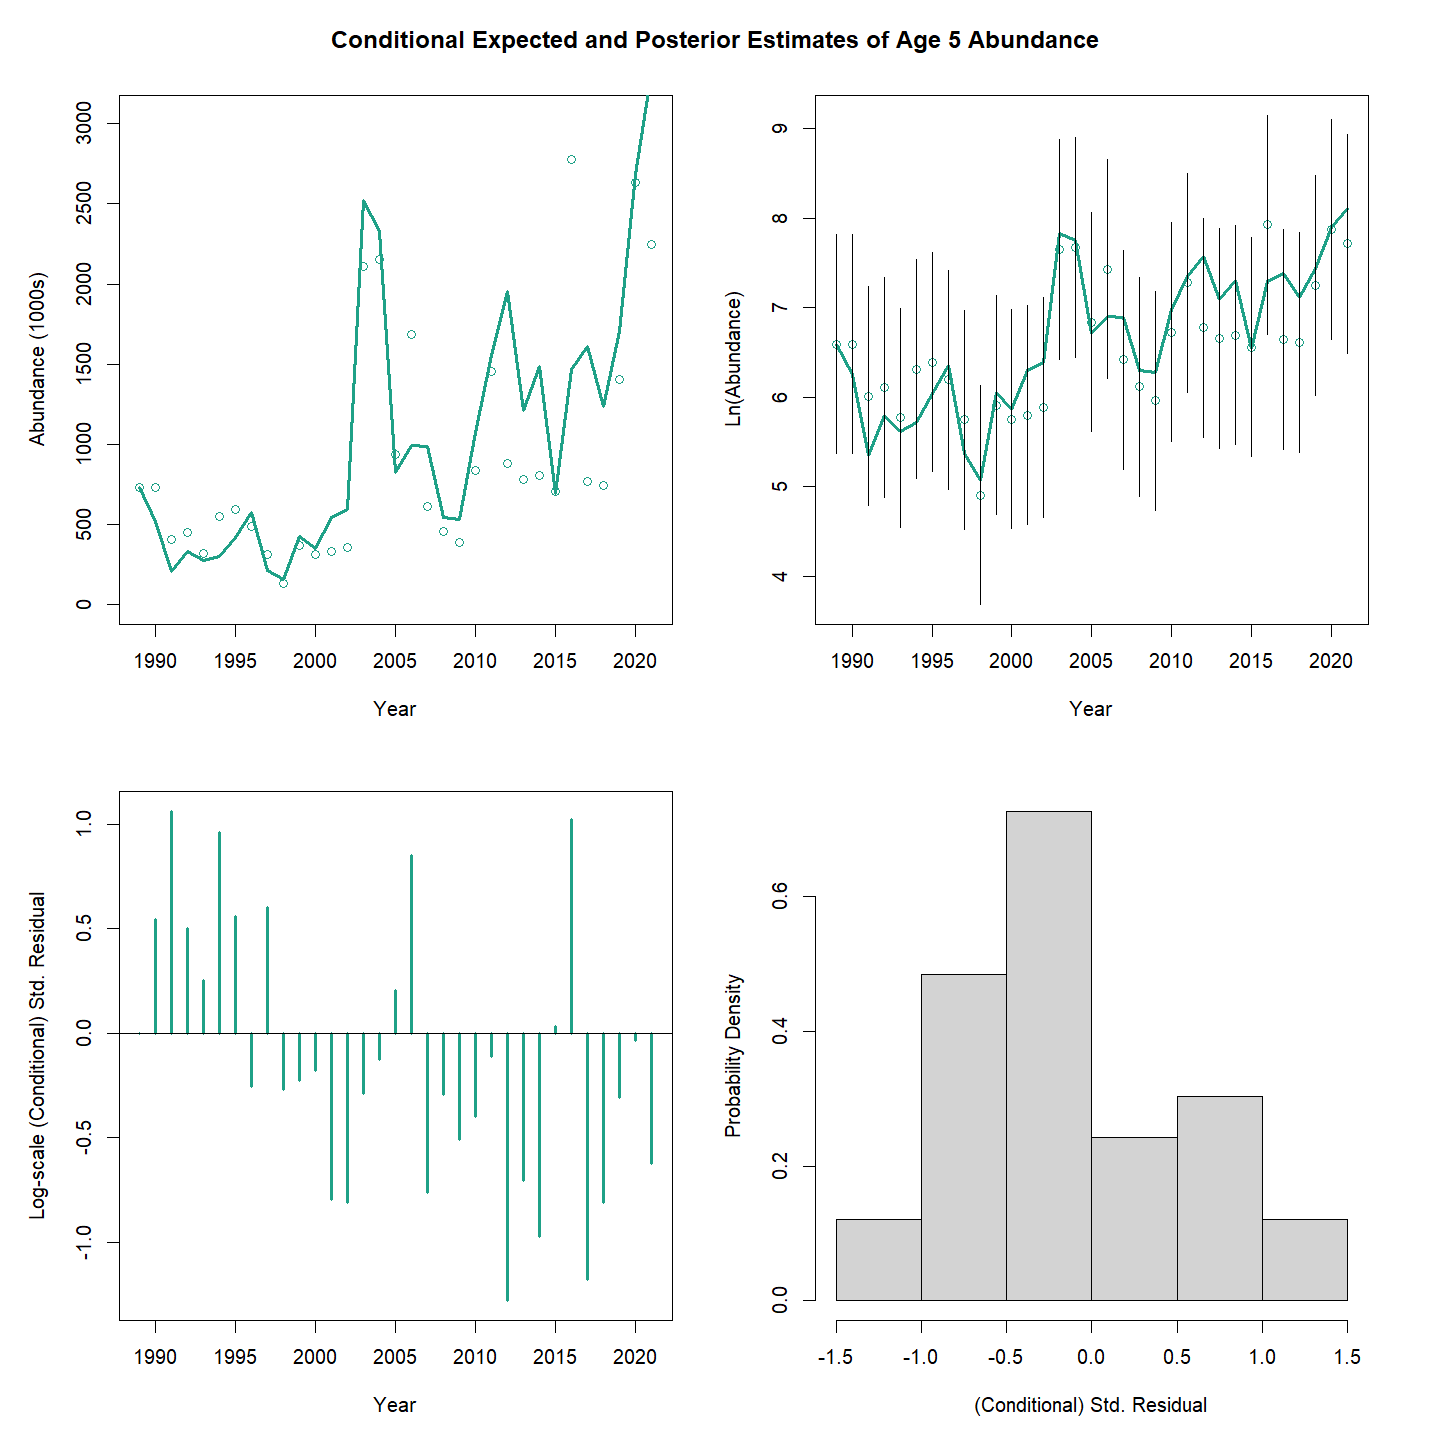 Conditional Expected and Posterior Estimates of Age 5 Abundance
Abundance (1000s)
3000
2500
2000
1500
1000
500
0
1990 1995 2000 2005 2010 2015 2020
Year
Ln(Abundance)
9
8
7
6
5
4
1990 1995 2000 2005 2010 2015 2020
Year
Log-scale (Conditional) Std. Residual
1.0
0.5
0.0
-0.5
-1.0
1990 1995 2000 2005 2010 2015 2020
Year
Probability Density
0.6
0.4
0.2
0.0
-1.5 -1.0 -0.5 0.0 0.5 1.0 1.5
(Conditional) Std. Residual